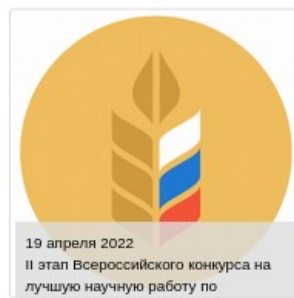 19 апреля 2022
II этап Всероссийского конкурса на
лучшую научную работу по